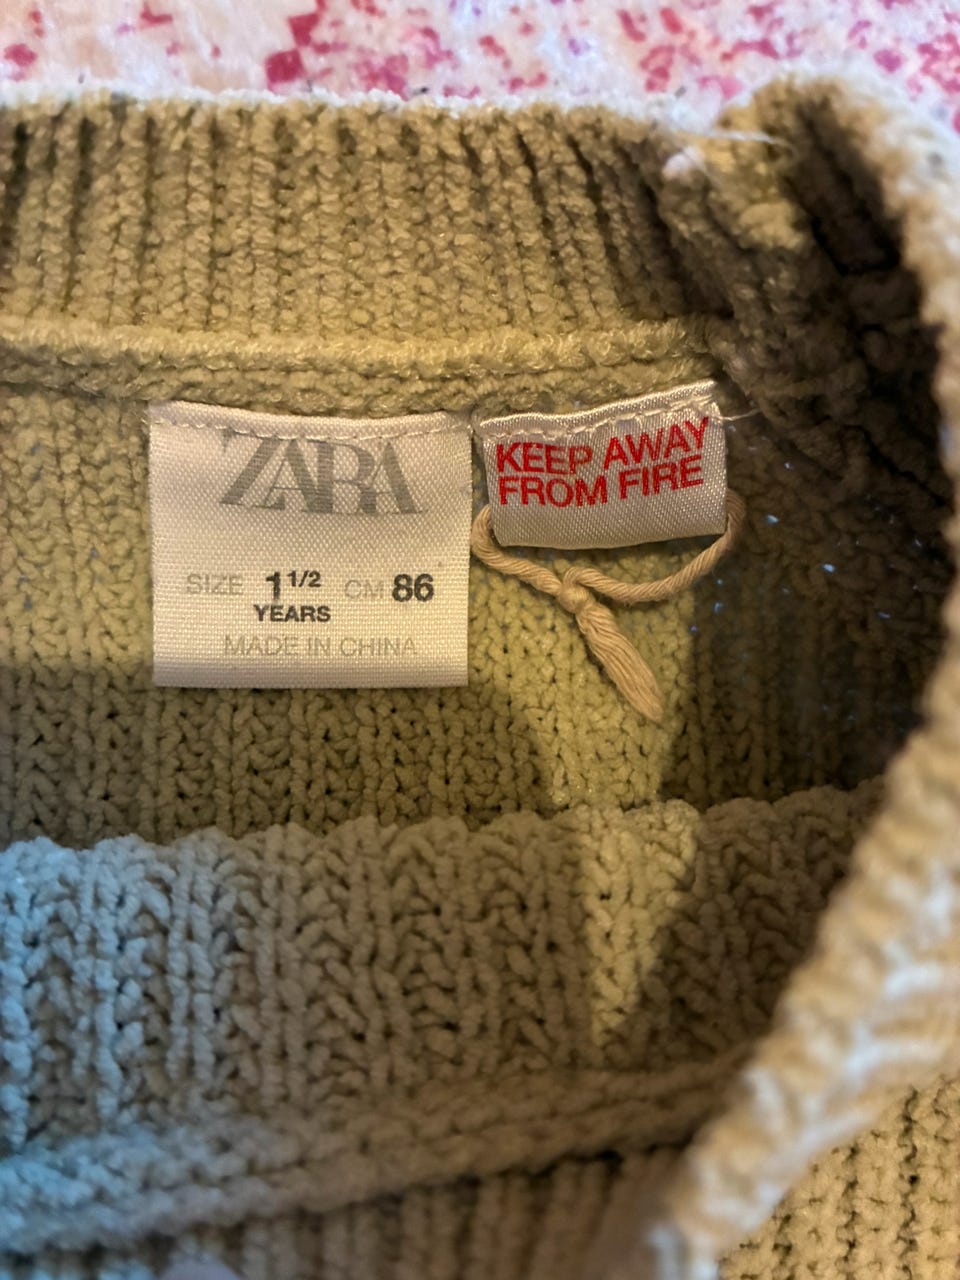 ZARA
SIZE 1 1/2 CM 86
YEARS
MADE IN CHINA
KEEP AWAY
FROM FIRE